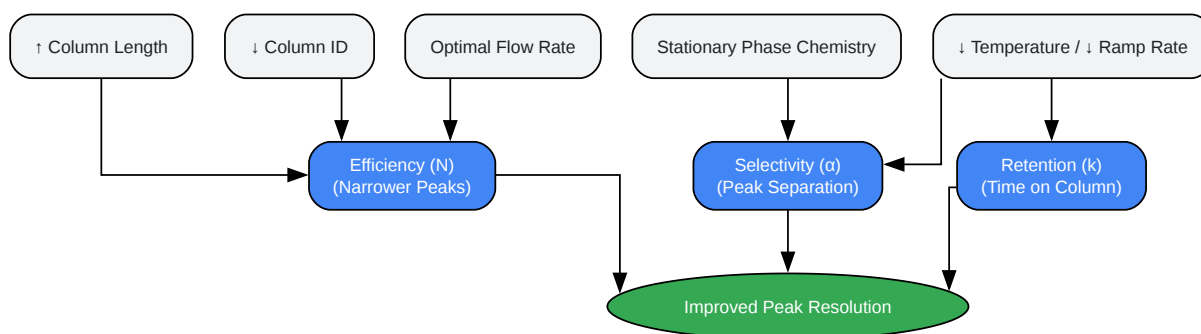 ↑ Column Length
↓ Column ID
Optimal Flow Rate
Stationary Phase Chemistry
↓ Temperature / ↓ Ramp Rate
Efficiency (N)
(Narrower Peaks)
Selectivity (α)
(Peak Separation)
Retention (k)
(Time on Column)
Improved Peak Resolution